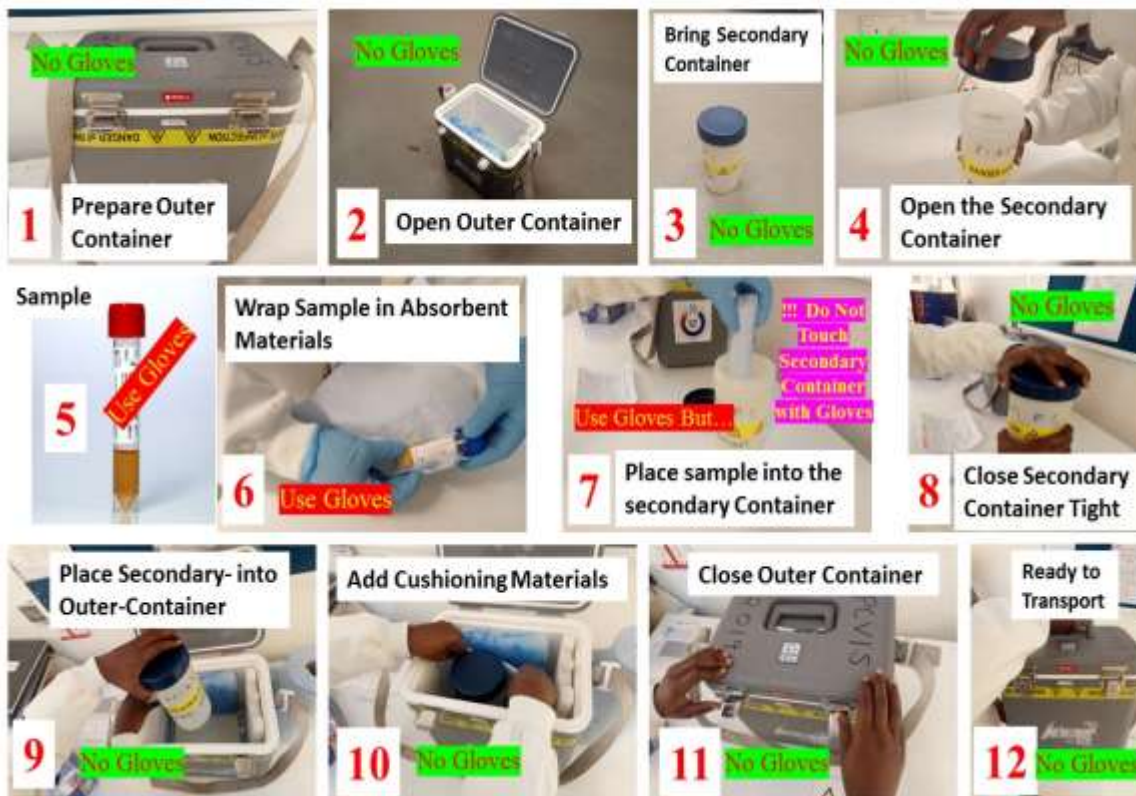 No Gloves
1
Prepare Outer
Container
No Gloves
2
Open Outer Container
Bring Secondary
Container
3
No Gloves
No Gloves
4
Open the Secondary
Container
Sample
5
Use Gloves
Wrap Sample in Absorbent
Materials
6
Use Gloves
!!! Do Not
Touch
Secondary
Container
with Gloves
Use Gloves But...
7
Place sample into the
secondary Container
No Gloves
8
Close Secondary
Container Tight
Place Secondary- into
Outer-Container
9
No Gloves
Add Cushioning Materials
10
No Gloves
Close Outer Container
ELVIS
11
No Gloves
Ready to
Transport
12
No Gloves